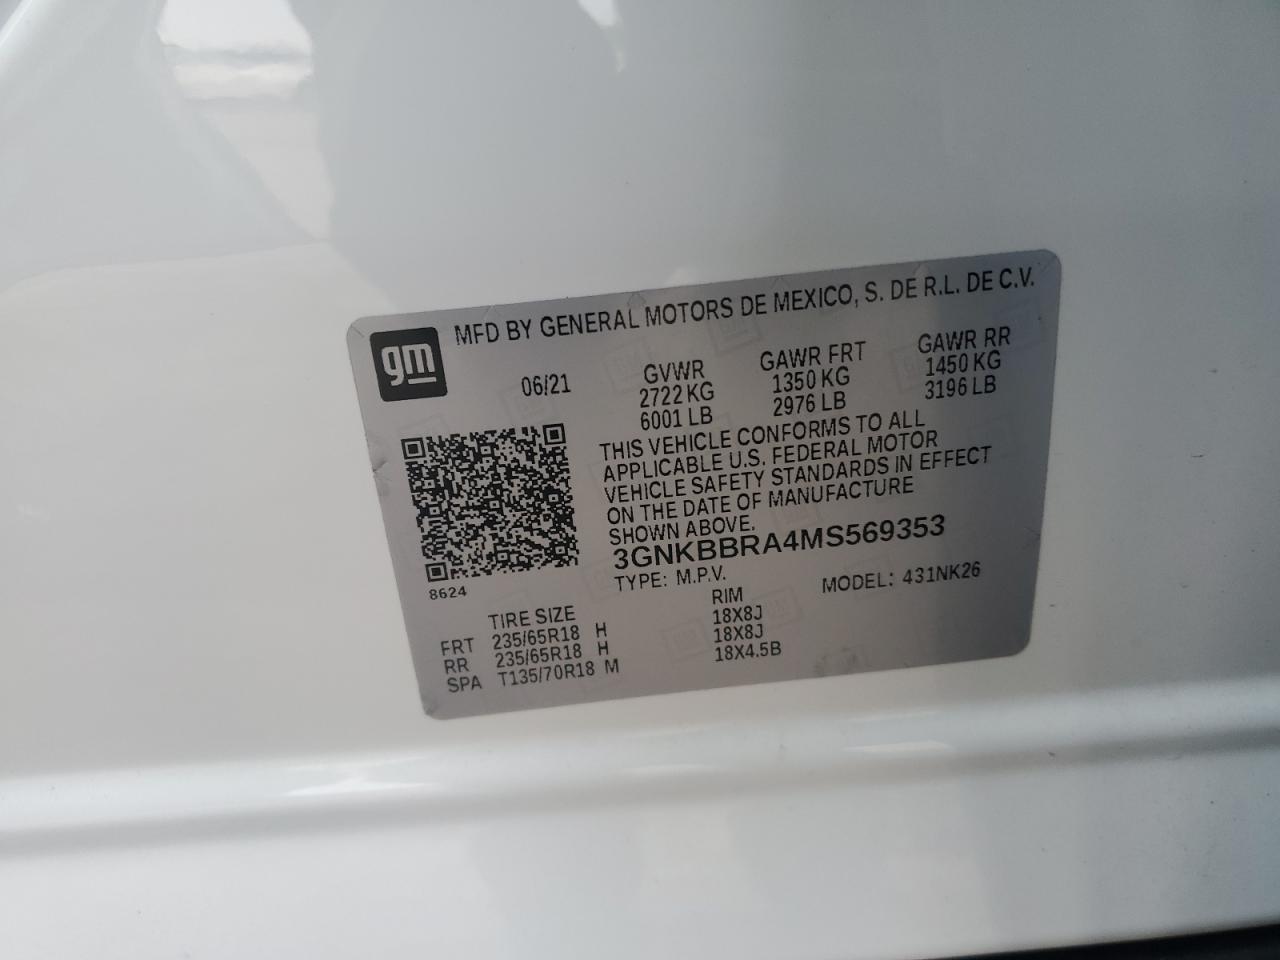 gm
MFD BY GENERAL MOTORS DE MEXICO, S. DE R.L. DE C.V.
06/21
GVWR
2722 KG
6001 LB
GAWR FRT
1350 KG
2976 LB
GAWR RR
1450 KG
3196 LB
THIS VEHICLE CONFORMS TO ALL
APPLICABLE U.S. FEDERAL MOTOR
VEHICLE SAFETY STANDARDS IN EFFECT
ON THE DATE OF MANUFACTURE
SHOWN ABOVE.
3GNKBBRA4MS569353
TYPE: M.P.V. MODEL: 431NK26
8624
TIRE SIZE RIM
FRT 235/65R18 H 18X8J
RR 235/65R18 H 18X8J
SPA T135/70R18 M 18X4.5B